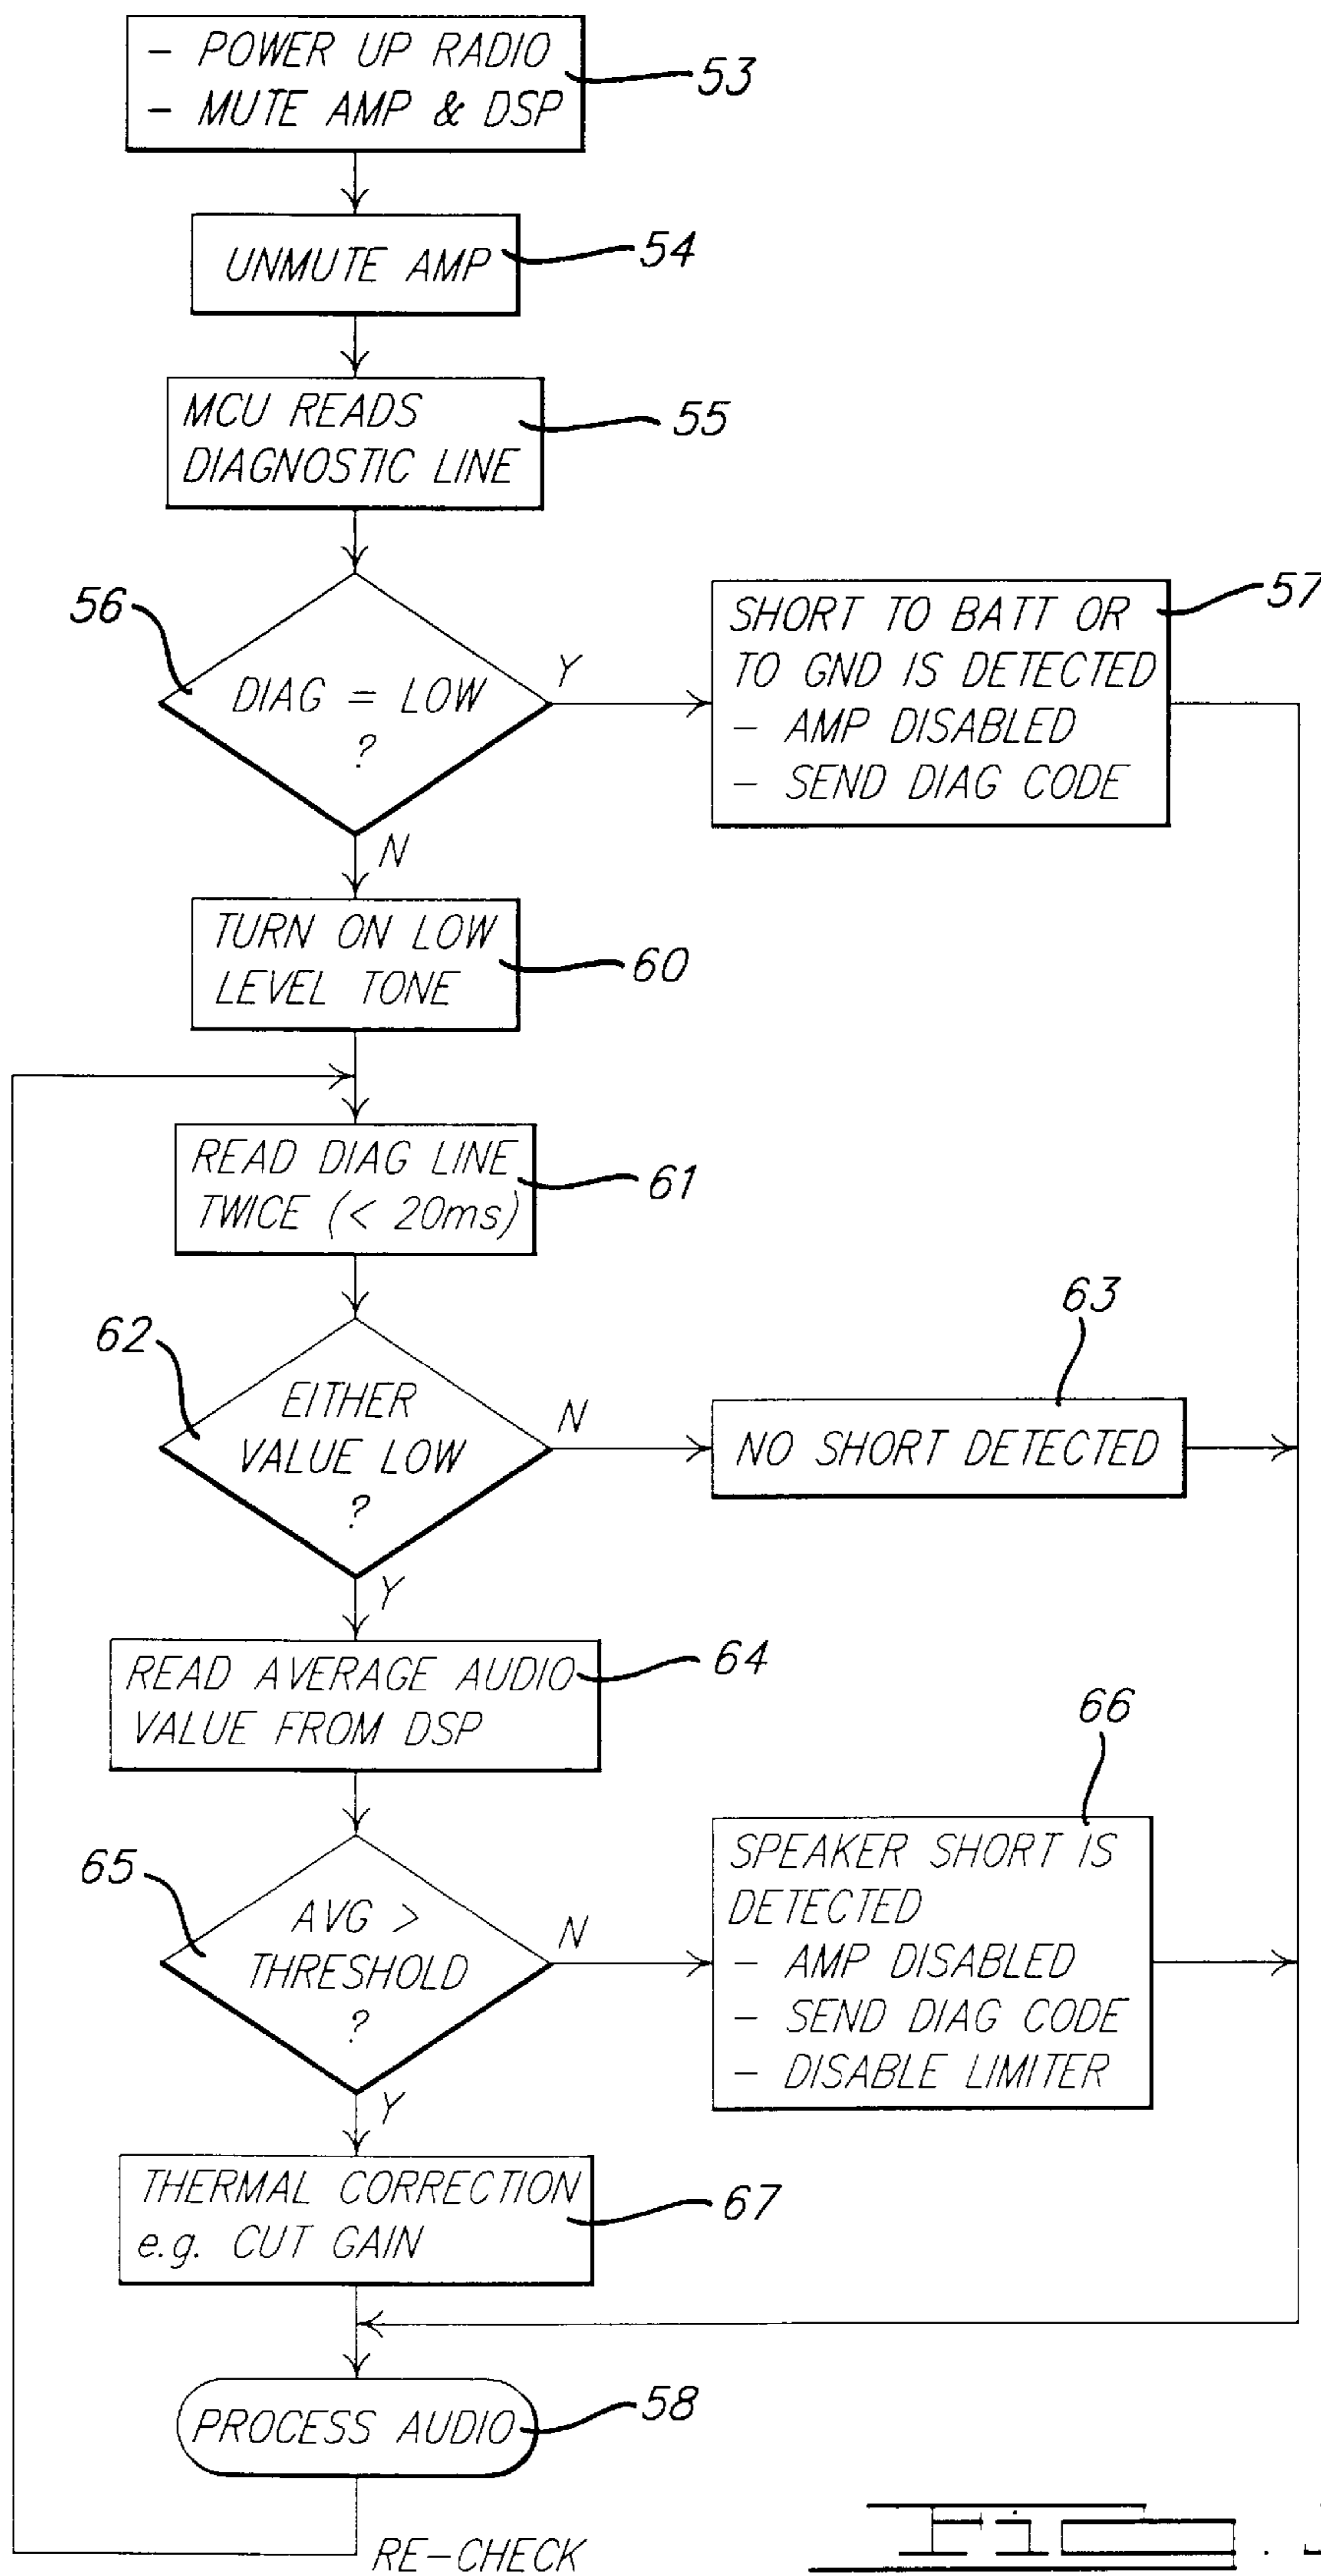 - POWER UP RADIO
- MUTE AMP & DSP
53
UNMUTE AMP
54
MCU READS
DIAGNOSTIC LINE
55
56
DIAG = LOW
?
Y
N
SHORT TO BATT OR
TO GND IS DETECTED
- AMP DISABLED
- SEND DIAG CODE
57
TURN ON LOW
LEVEL TONE
60
READ DIAG LINE
TWICE (< 20ms)
61
62
EITHER
VALUE LOW
?
N
Y
63
NO SHORT DETECTED
READ AVERAGE AUDIO
VALUE FROM DSP
64
65
AVG >
THRESHOLD
?
N
Y
66
SPEAKER SHORT IS
DETECTED
- AMP DISABLED
- SEND DIAG CODE
- DISABLE LIMITER
THERMAL CORRECTION
e.g. CUT GAIN
67
PROCESS AUDIO
58
RE-CHECK